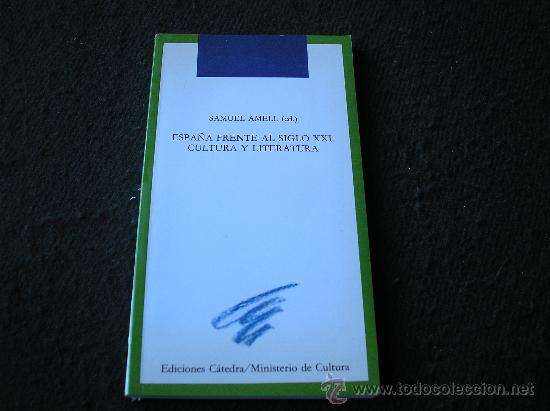 SAMUEL AMELL (ed.)
ESPAÑA FRENTE AL SIGLO XXI.
CULTURA Y LITERATURA
Ediciones Cátedra/Ministerio de Cultura
www.todocoleccion.net